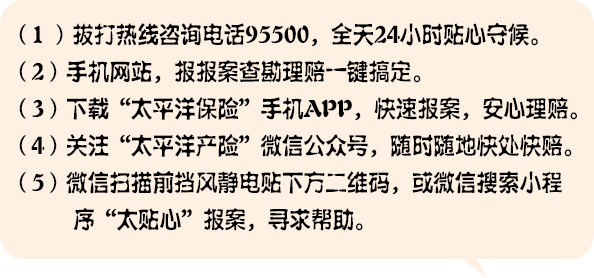 （1 ）拔打热线咨询电话95500，全天24小时贴心守候。
（2）手机网站，报报案查勘理赔一键搞定。
（3）下载“太平洋保险”手机APP，快速报案，安心理赔。
（4）关注“太平洋产险”微信公众号，随时随地快处快赔。
（5）微信扫描前挡风静电贴下方二维码，或微信搜索小程
序“太贴心”报案，寻求帮助。